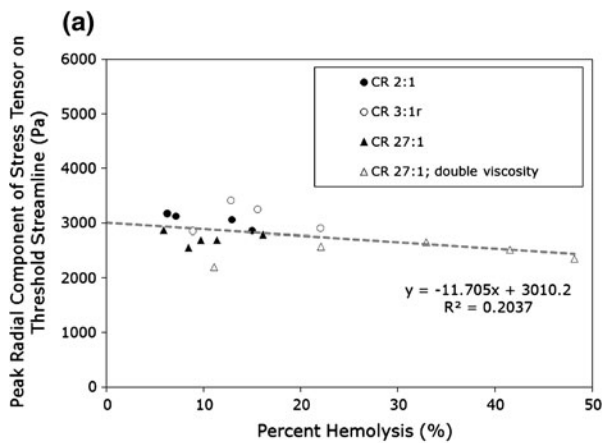 (a)
Peak Radial Component of Stress Tensor on
Threshold Streamline (Pa)
6000
5000
4000
3000
2000
1000
0
CR 2:1
CR 3:1r
CR 27:1
CR 27:1; double viscosity
y = -11.705x + 3010.2
R² = 0.2037
0 10 20 30 40 50
Percent Hemolysis (%)